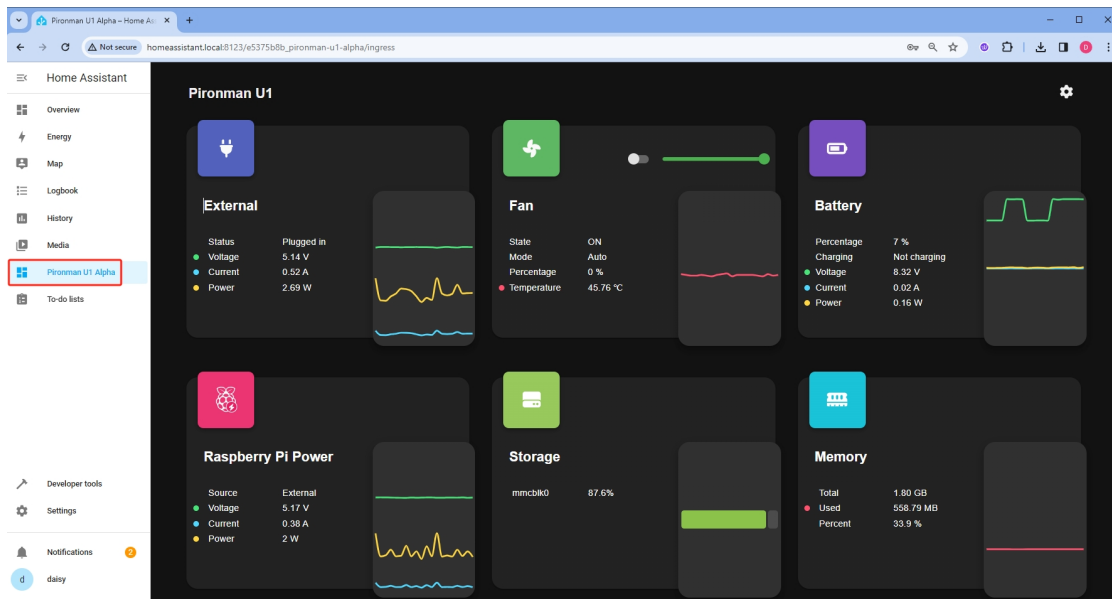 Pironman U1 Alpha – Home As
Not secure homeassistant.local:8123/e5375b8b_pironman-u1-alpha/ingress
Home Assistant
Overview
Energy
Map
Logbook
History
Media
Pironman U1 Alpha
To-do lists
Developer tools
Settings
Notifications 2
d daisy
Pironman U1
External
Status Plugged in
Voltage 5.14 V
Current 0.52 A
Power 2.69 W
Fan
State ON
Mode Auto
Percentage 0 %
Temperature 45.76 ℃
Battery
Percentage 7 %
Charging Not charging
Voltage 8.32 V
Current 0.02 A
Power 0.16 W
Raspberry Pi Power
Source External
Voltage 5.17 V
Current 0.38 A
Power 2 W
Storage
mmcblk0 87.6%
Memory
Total 1.80 GB
Used 558.79 MB
Percent 33.9 %